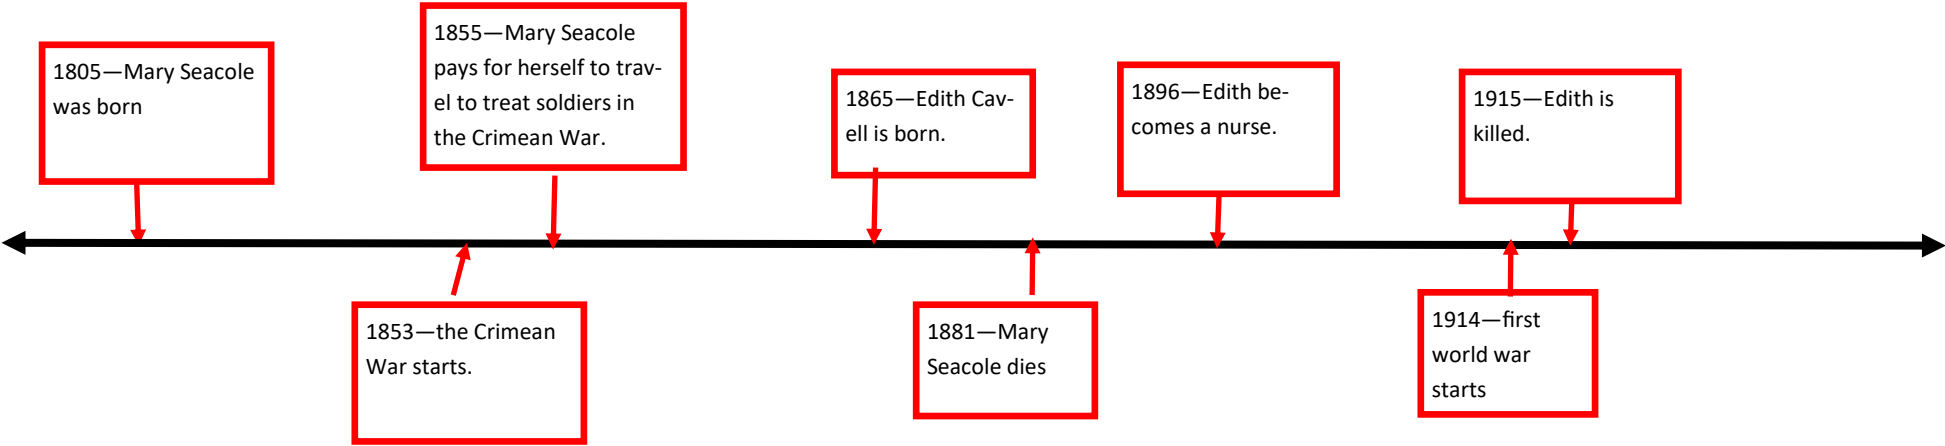 1805—Mary Seacole
was born
1855—Mary Seacole
pays for herself to trav-
el to treat soldiers in
the Crimean War.
1865—Edith Cav-
ell is born.
1896—Edith be-
comes a nurse.
1915—Edith is
killed.
1853—the Crimean
War starts.
1881—Mary
Seacole dies
1914—first
world war
starts